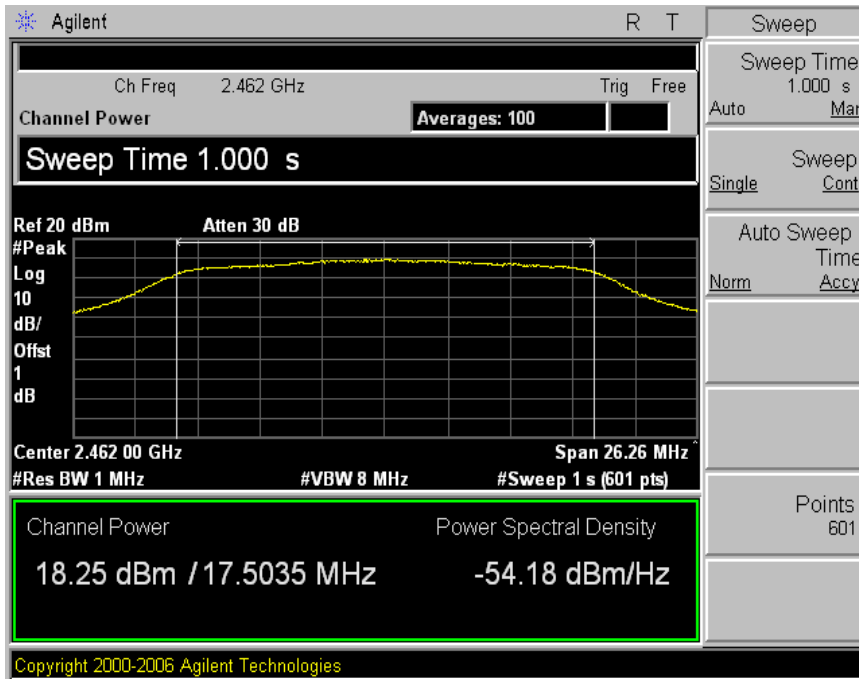 Agilent R T
Ch Freq 2.462 GHz Trig Free
Channel Power Averages: 100
Sweep Time 1.000 s
Ref 20 dBm Atten 30 dB
#Peak
Log
10
dB/
Offst
1
dB
Center 2.462 00 GHz Span 26.26 MHz^
#Res BW 1 MHz #VBW 8 MHz #Sweep 1 s (601 pts)
Channel Power Power Spectral Density
18.25 dBm / 17.5035 MHz -54.18 dBm/Hz
Copyright 2000-2006 Agilent Technologies
Sweep
Sweep Time
1.000 s
Auto Mar
Sweep
Single Cont
Auto Sweep
Time
Norm Accy
Points
601